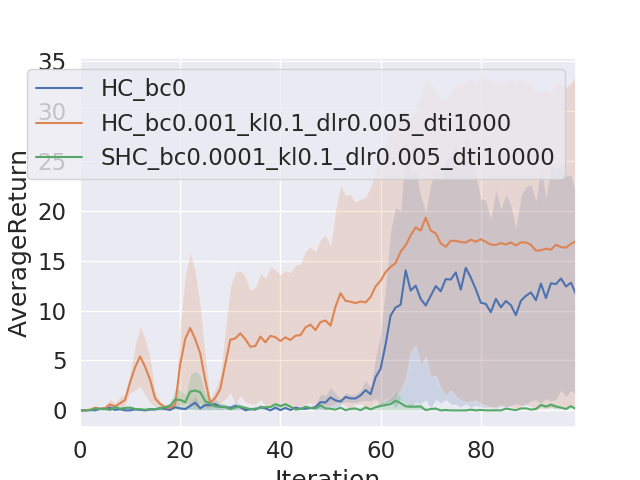 35
30
25
20
15
10
5
0
AverageReturn
HC_bc0
HC_bc0.001_kl0.1_dlr0.005_dti1000
SHC_bc0.0001_kl0.1_dlr0.005_dti10000
0 20 40 60 80
Iteration